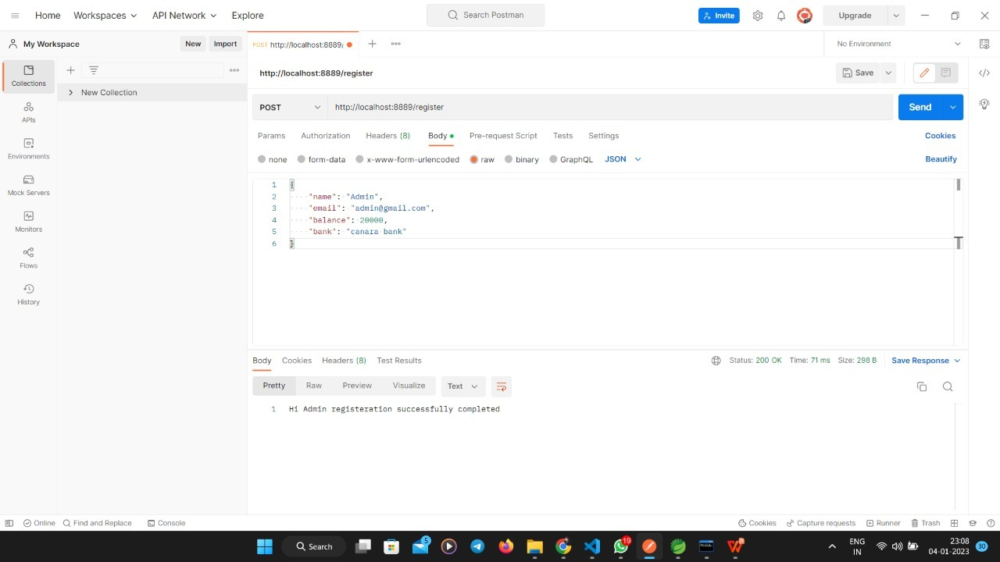 Home Workspaces API Network Explore Search Postman Invite Upgrade
My Workspace New Import POST http://localhost:8889/ No Environment
Collections
APIs
Environments
Mock Servers
Monitors
Flows
History
New Collection
http://localhost:8889/register Save
POST http://localhost:8889/register Send
Params Authorization Headers (8) Body Pre-request Script Tests Settings Cookies
none form-data x-www-form-urlencoded raw binary GraphQL JSON Beautify
1 {
2 "name": "Admin",
3 "email": "admin@gmail.com",
4 "balance": 20000,
5 "bank": "canara bank"
6 }
Body Cookies Headers (8) Test Results Status: 200 OK Time: 71 ms Size: 298 B Save Response
Pretty Raw Preview Visualize Text
1 Hi Admin registeration successfully completed
Online Find and Replace Console Cookies Capture requests Runner Trash
Search 5 19 ENG 23:08
IN 04-01-2023 30